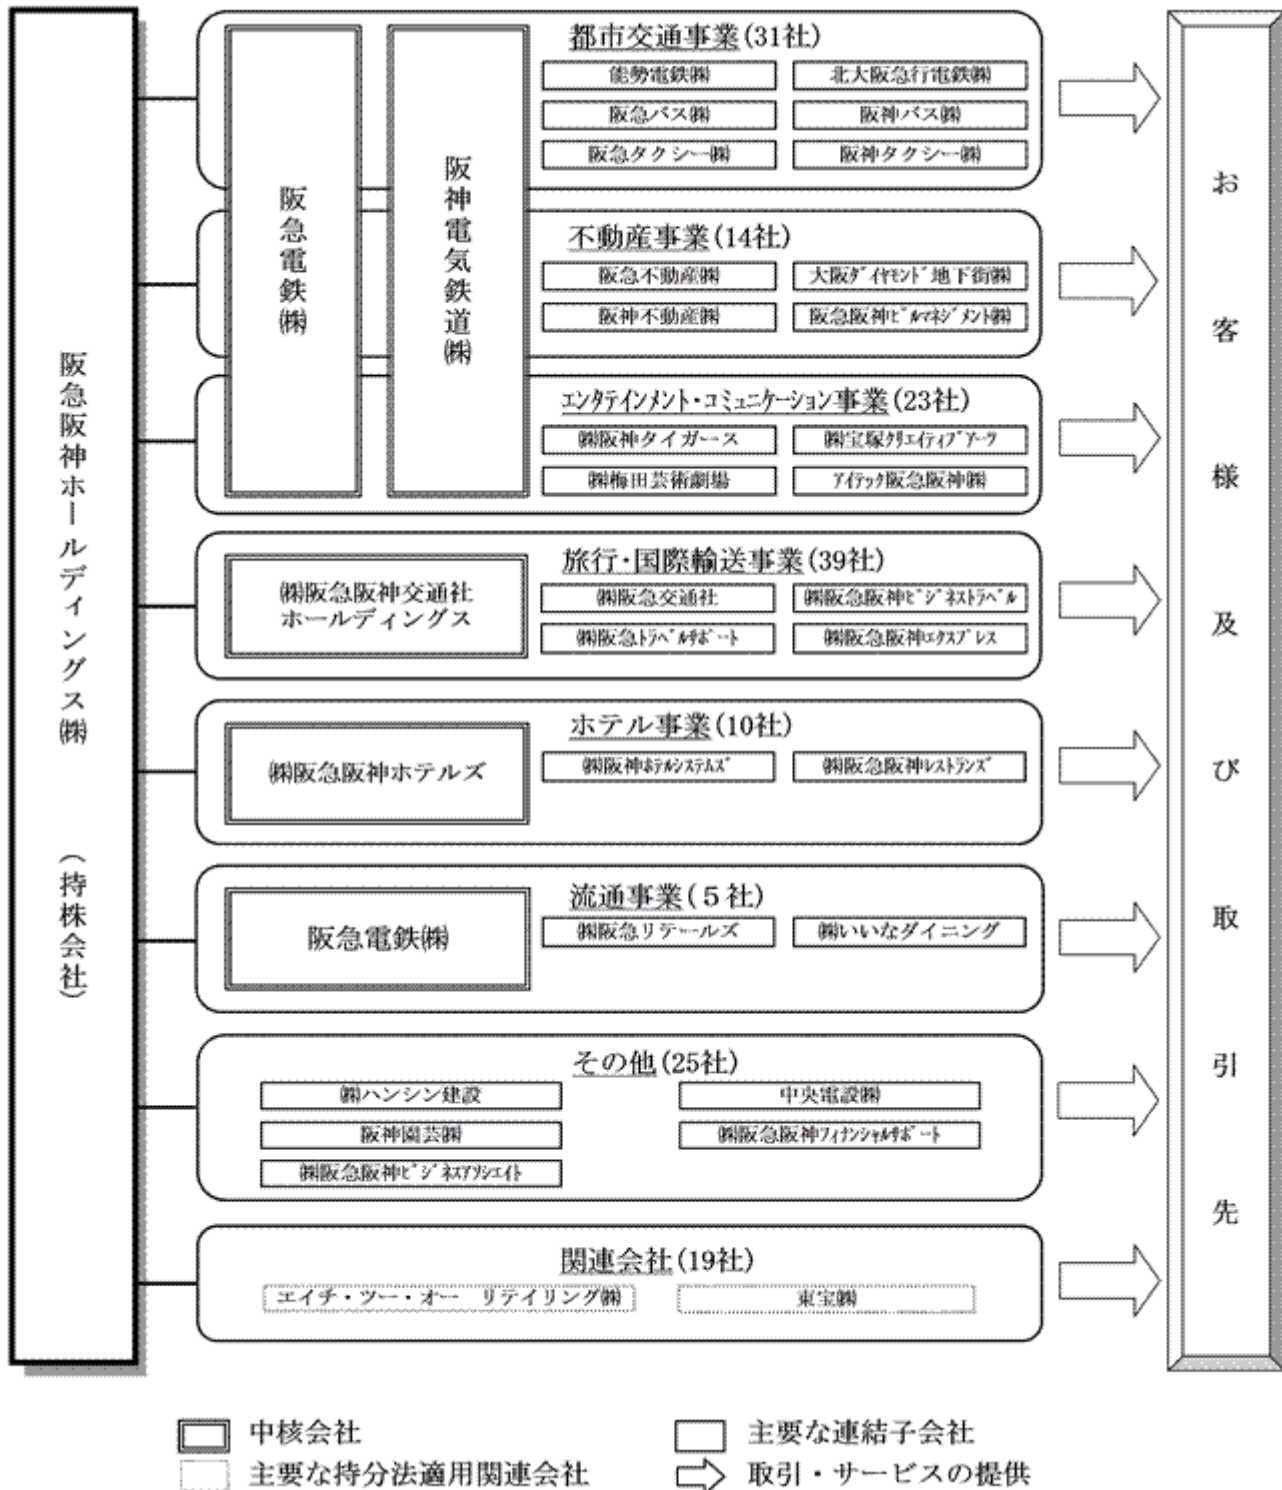 阪急阪神ホールディングス㈱
(持株会社)
阪急電鉄㈱
阪神電気鉄道㈱
都市交通事業(31社)
能勢電鉄㈱
北大阪急行電鉄㈱
阪急バス㈱
阪神バス㈱
阪急タクシー㈱
阪神タクシー㈱
不動産事業(14社)
阪急不動産㈱
大阪ﾀﾞｲﾔﾓﾝﾄﾞ地下街㈱
阪神不動産㈱
阪急阪神ﾋﾞﾙﾏﾈｼﾞﾒﾝﾄ㈱
ｴﾝﾀﾃｲﾝﾒﾝﾄ・ｺﾐｭﾆｹｰｼｮﾝ事業(23社)
㈱阪神タイガース
㈱宝塚ｸﾘｴｲﾃｨﾌﾞｱｰﾂ
㈱梅田芸術劇場
ｱｲﾃｯｸ阪急阪神㈱
旅行・国際輸送事業(39社)
㈱阪急阪神交通社
ホールディングス
㈱阪急交通社
㈱阪急阪神ﾋﾞｼﾞﾈｽﾄﾗﾍﾞﾙ
㈱阪急ﾄﾗﾍﾞﾙｻﾎﾟｰﾄ
㈱阪急阪神ｴｸｽﾌﾟﾚｽ
ホテル事業(10社)
㈱阪急阪神ホテルズ
㈱阪神ﾎﾃﾙｼｽﾃﾑｽﾞ
㈱阪急阪神ﾚｽﾄﾗﾝｽﾞ
流通事業(5社)
阪急電鉄㈱
㈱阪急リテールズ
㈱いいなダイニング
その他(25社)
㈱ハンシン建設
中央電設㈱
阪神園芸㈱
㈱阪急阪神ﾌｨﾅﾝｼｬﾙｻﾎﾟｰﾄ
㈱阪急阪神ﾋﾞｼﾞﾈｽｱｿｼｴｲﾄ
関連会社(19社)
エイチ・ツー・オー　リテイリング㈱
東宝㈱
お客様及び取引先
中核会社
主要な連結子会社
主要な持分法適用関連会社
取引・サービスの提供